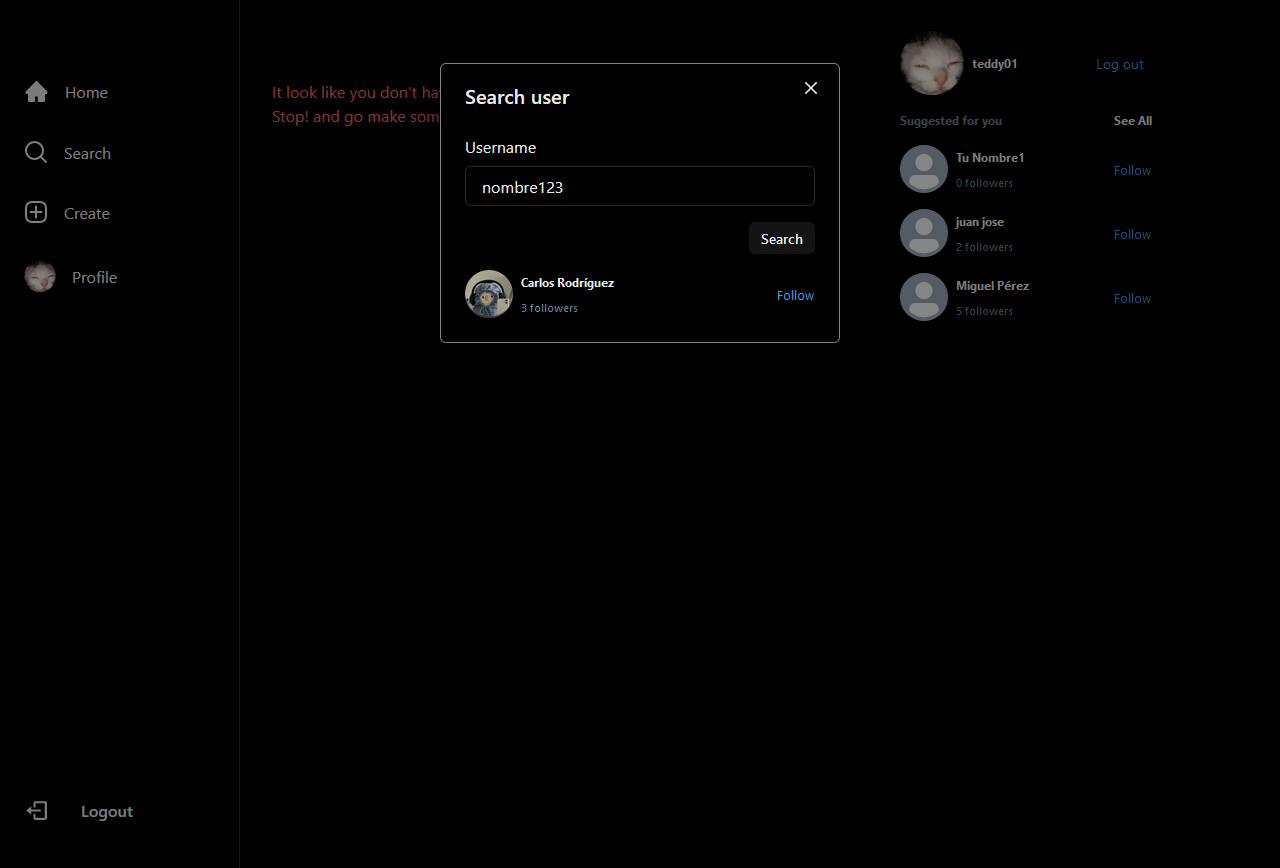 Home
Search
Create
Profile
Logout
It look like you don't ha
Stop! and go make som
Search user
Username
nombre123
Search
Carlos Rodríguez
3 followers
Follow
teddy01
Log out
Suggested for you
See All
Tu Nombre1
0 followers
Follow
juan jose
2 followers
Follow
Miguel Pérez
5 followers
Follow